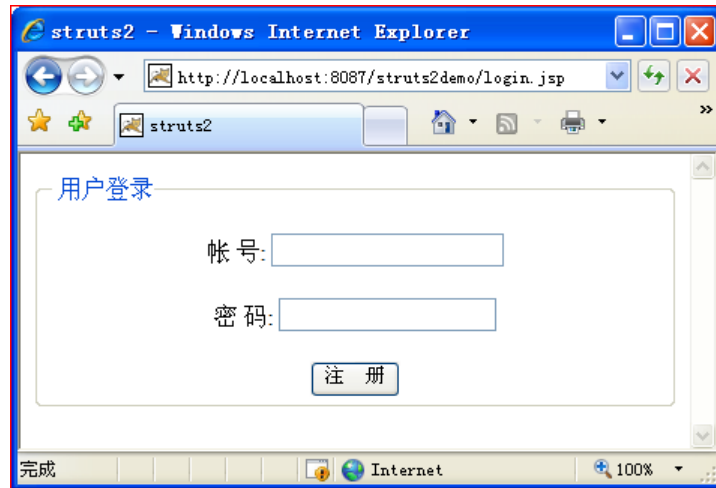 struts2 - Windows Internet Explorer
http://localhost:8087/struts2demo/login.jsp
struts2
»
用户登录
帐 号:
密 码:
注 册
完成
Internet
100%